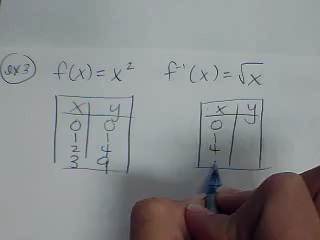 ex 3 f(x) = x² f⁻¹(x) = √x
x y x y
0 0 0
1 1 1
2 4 4
3 9